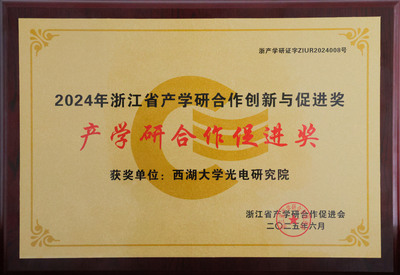 浙产学研证字ZIUR2024008号
2024年浙江省产学研合作创新与促进奖
产学研合作促进奖
获奖单位：西湖大学光电研究院
浙江省产学研合作促进会
二〇二五年六月